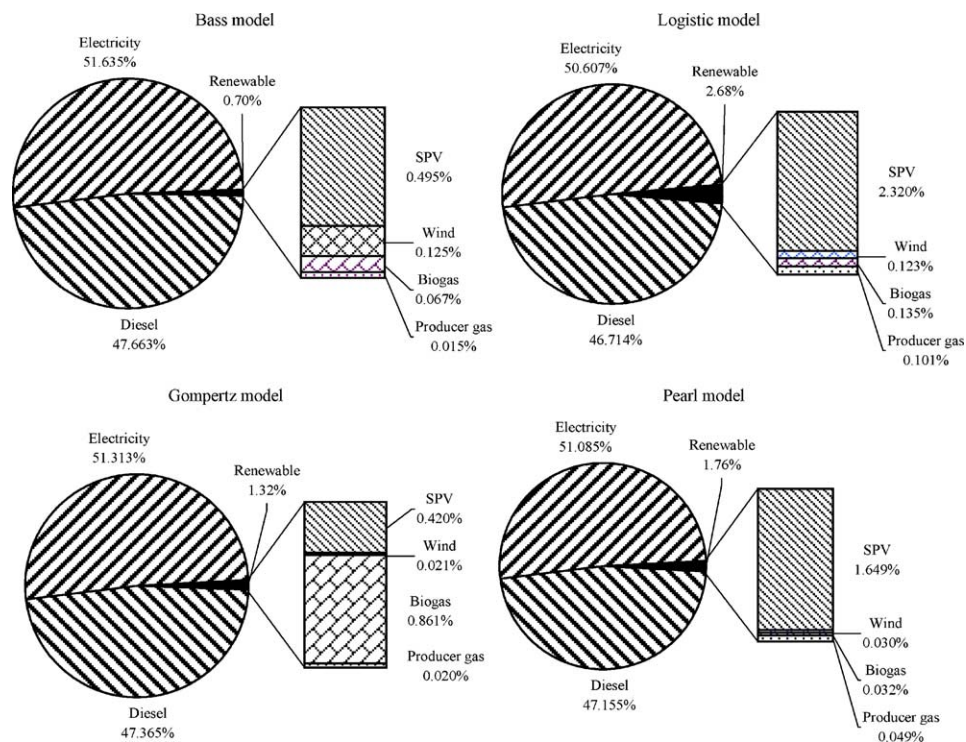 Bass model
Electricity
51.635%
Renewable
0.70%
SPV
0.495%
Wind
0.125%
Biogas
0.067%
Producer gas
0.015%
Diesel
47.663%
Logistic model
Electricity
50.607%
Renewable
2.68%
SPV
2.320%
Wind
0.123%
Biogas
0.135%
Producer gas
0.101%
Diesel
46.714%
Gompertz model
Electricity
51.313%
Renewable
1.32%
SPV
0.420%
Wind
0.021%
Biogas
0.861%
Producer gas
0.020%
Diesel
47.365%
Pearl model
Electricity
51.085%
Renewable
1.76%
SPV
1.649%
Wind
0.030%
Biogas
0.032%
Producer gas
0.049%
Diesel
47.155%